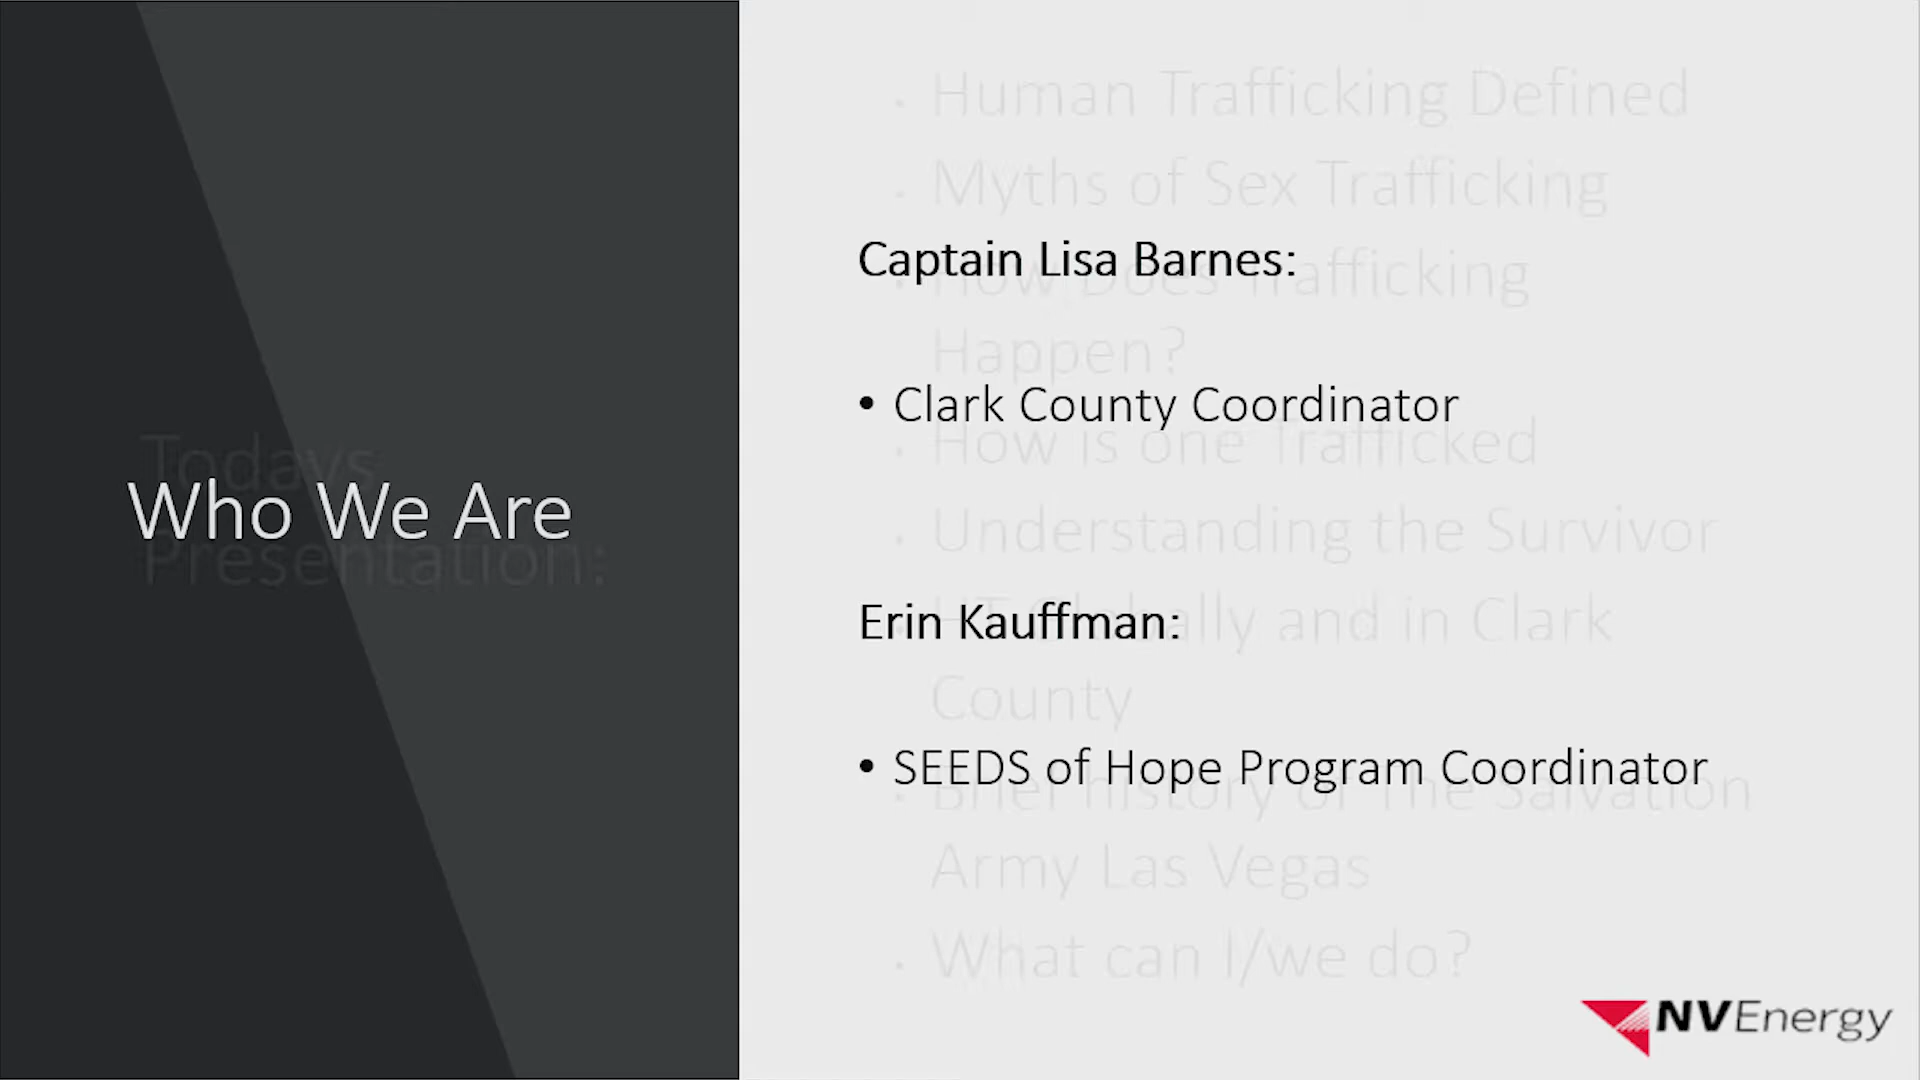 Who We Are
Todays
Presentation:
Captain Lisa Barnes:
• Clark County Coordinator
Erin Kauffman:
• SEEDS of Hope Program Coordinator
• Human Trafficking Defined
• Myths of Sex Trafficking
• How Does Trafficking
Happen?
• How is one Trafficked
• Understanding the Survivor
• HT Globally and in Clark
County
• Brief history of The Salvation
Army Las Vegas
• What can I/we do?
NVEnergy